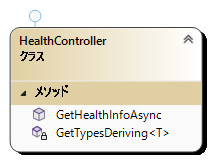 HealthController
クラス
メソッド
GetHealthInfoAsync
GetTypesDeriving<T>